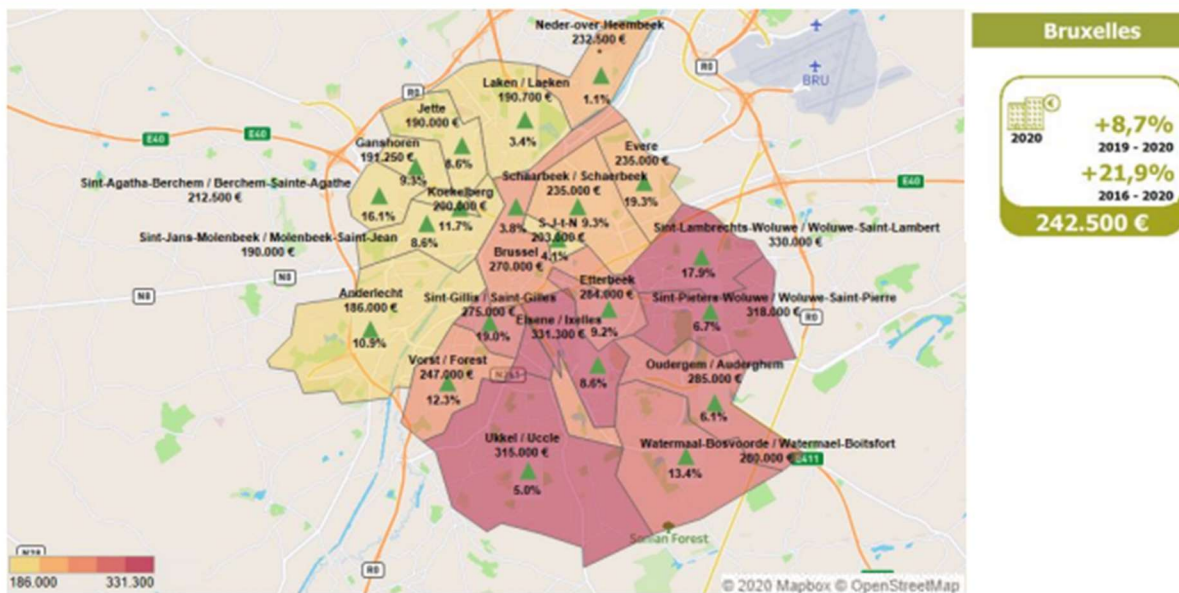 Neder-over-Heembeek
232.500 €
1.1%
Laken / Laeken
190.700 €
3.4%
Jette
190.000 €
8.6%
Ganshoren
191.250 €
9.3%
Evere
235.000 €
19.3%
Sint-Agatha-Berchem / Berchem-Sainte-Agathe
212.500 €
16.1%
Koekelberg
200.000 €
11.7%
Schaarbeek / Schaerbeek
235.000 €
9.3%
S-J-t-N
203.000 €
4.1%
Sint-Jans-Molenbeek / Molenbeek-Saint-Jean
190.000 €
8.6%
3.8%
Brussel
270.000 €
Sint-Lambrechts-Woluwe / Woluwe-Saint-Lambert
330.000 €
17.9%
Etterbeek
284.000 €
9.2%
Sint-Pieters-Woluwe / Woluwe-Saint-Pierre
318.000 €
6.7%
Anderlecht
186.000 €
10.9%
Sint-Gillis / Saint-Gilles
275.000 €
19.0%
Elsene / Ixelles
331.300 €
8.6%
Vorst / Forest
247.000 €
12.3%
Oudergem / Auderghem
285.000 €
6.1%
Ukkel / Uccle
315.000 €
5.0%
Watermaal-Bosvoorde / Watermael-Boitsfort
280.000 €
13.4%
R0
R0
R0
R0
E40
E40
E40
N8
N8
E411
BRU
Sonian Forest
186.000
331.300
© 2020 Mapbox © OpenStreetMap
Bruxelles
2020
+8,7%
2019 - 2020
+21,9%
2016 - 2020
242.500 €